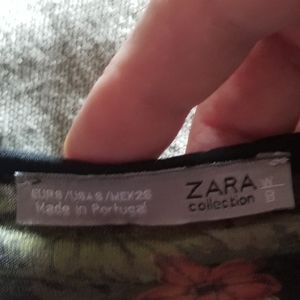 EUR S / USA S / MEX 26
Made in Portugal
ZARA W&B
collection